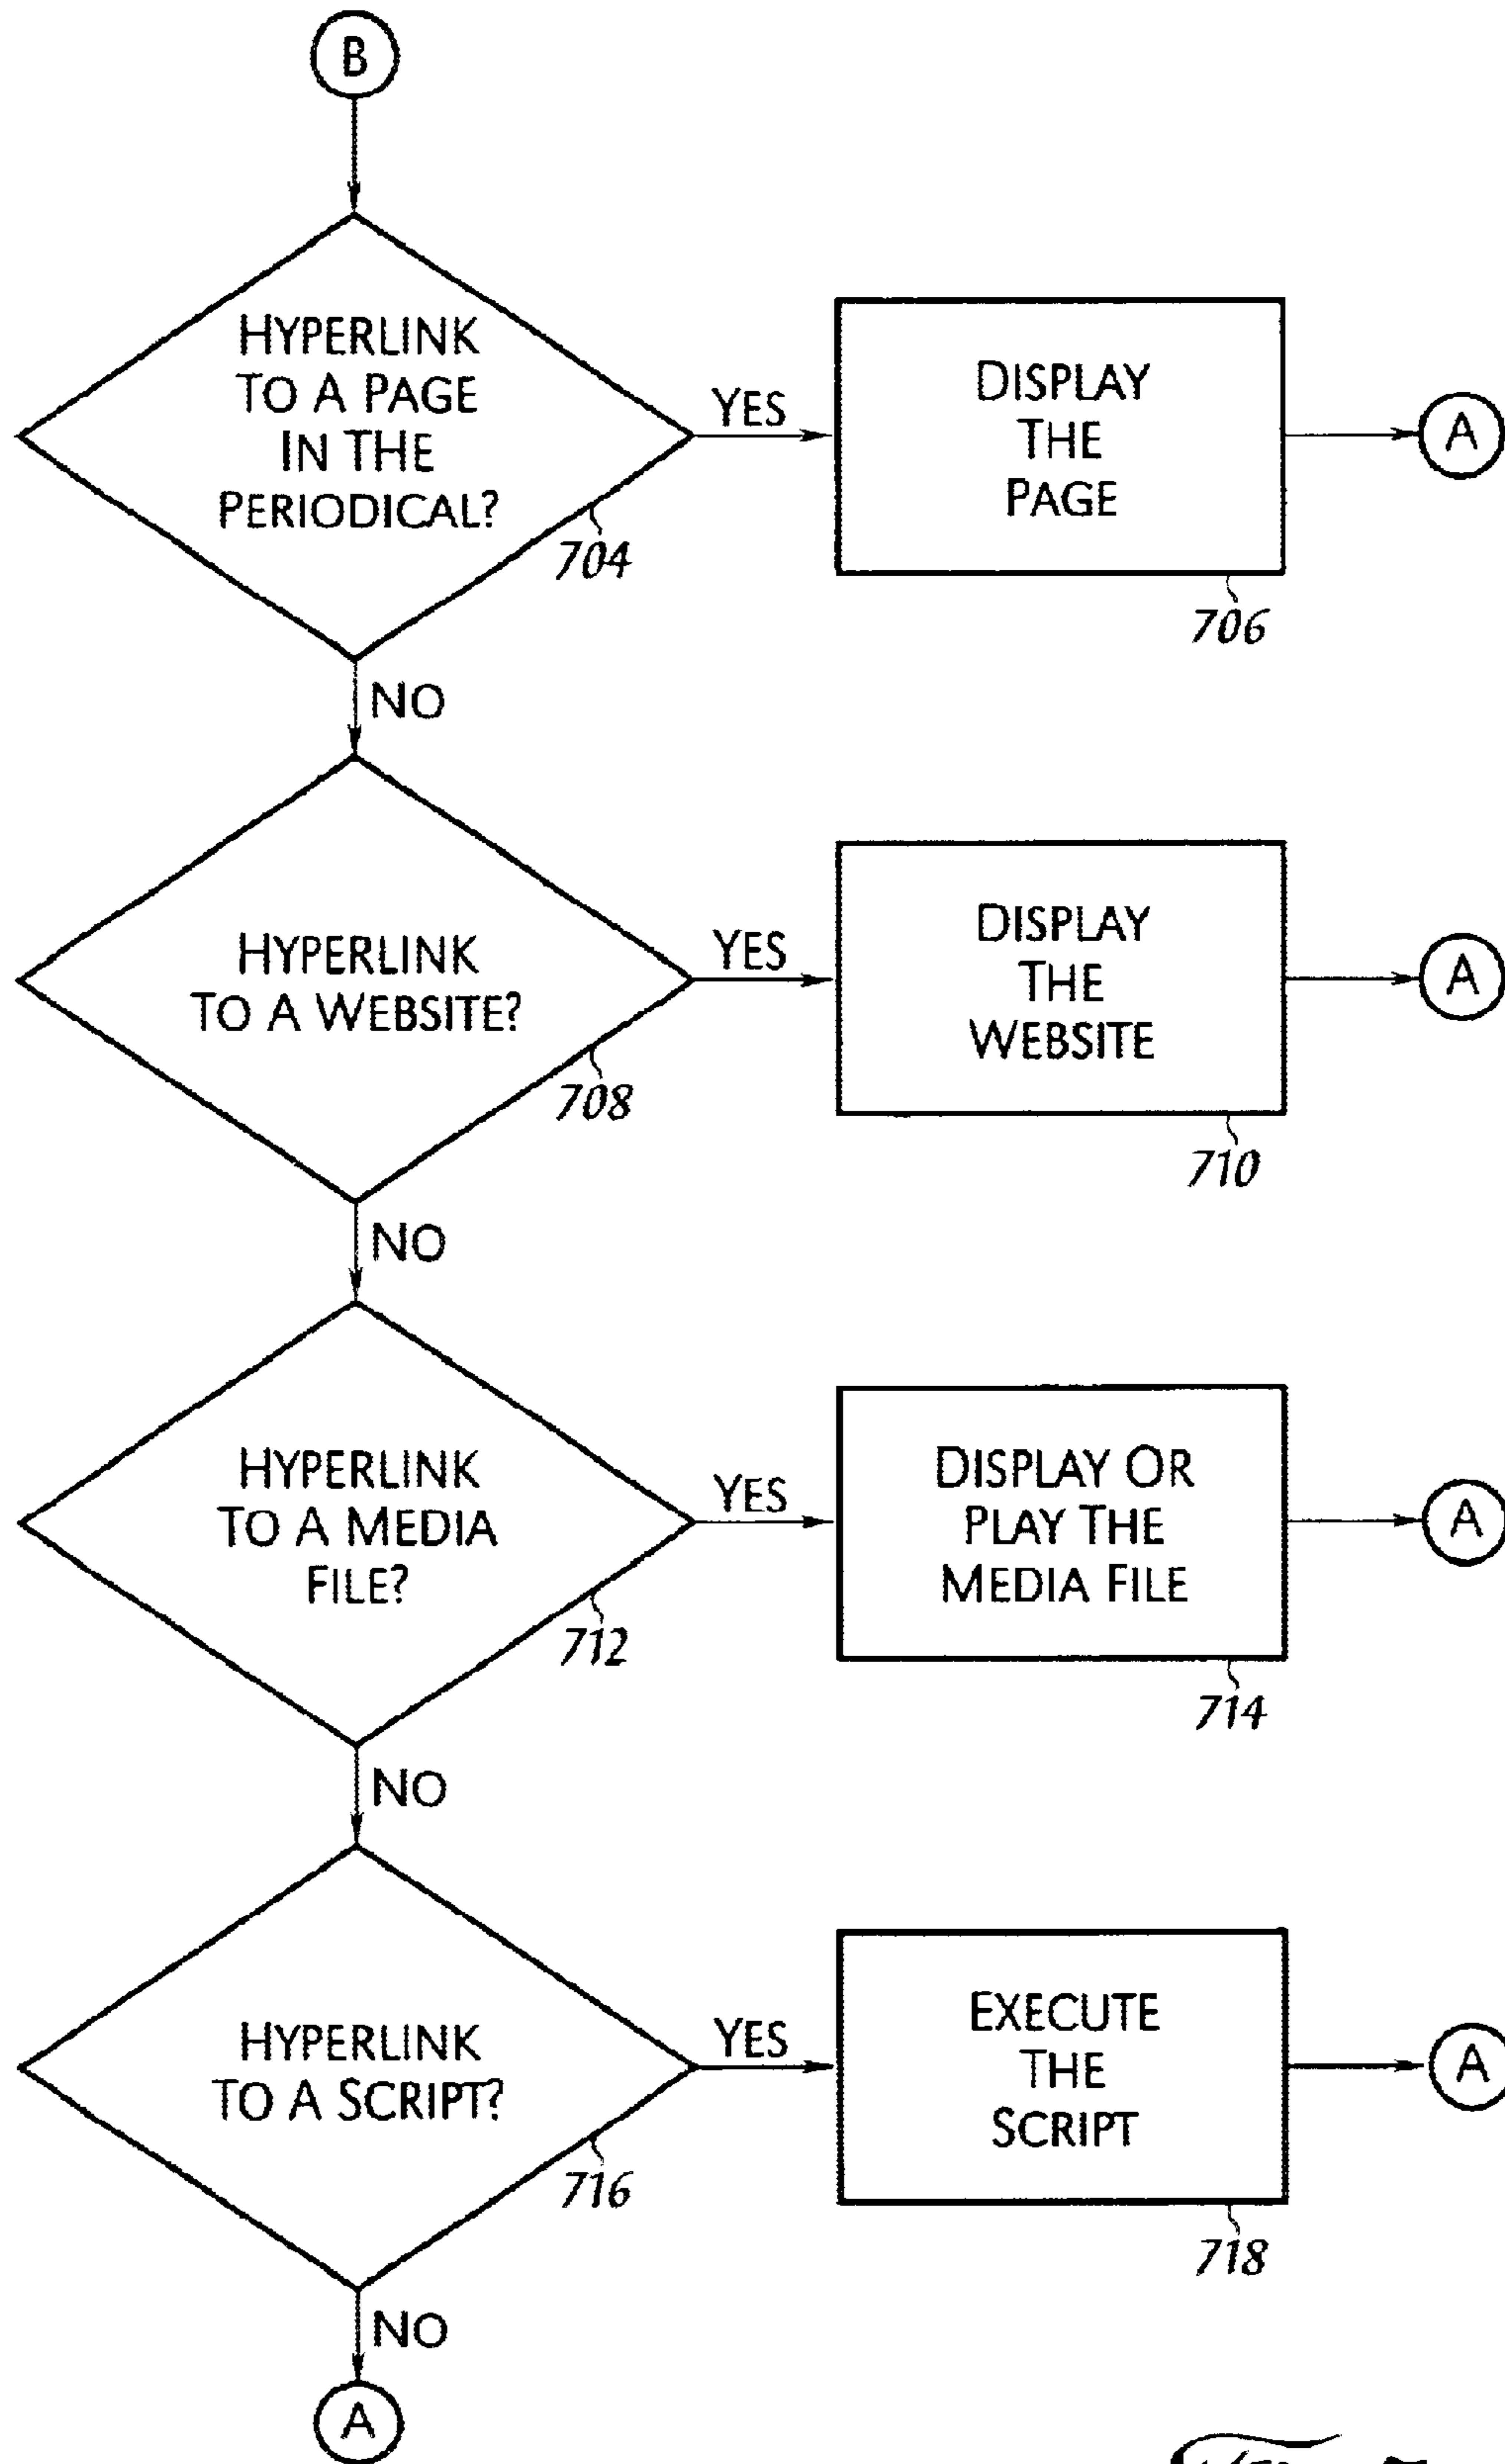 B
HYPERLINK
TO A PAGE
IN THE
PERIODICAL?
704
YES
DISPLAY
THE
PAGE
706
A
NO
HYPERLINK
TO A WEBSITE?
708
YES
DISPLAY
THE
WEBSITE
710
A
NO
HYPERLINK
TO A MEDIA
FILE?
712
YES
DISPLAY OR
PLAY THE
MEDIA FILE
714
A
NO
HYPERLINK
TO A SCRIPT?
716
YES
EXECUTE
THE
SCRIPT
718
A
NO
A